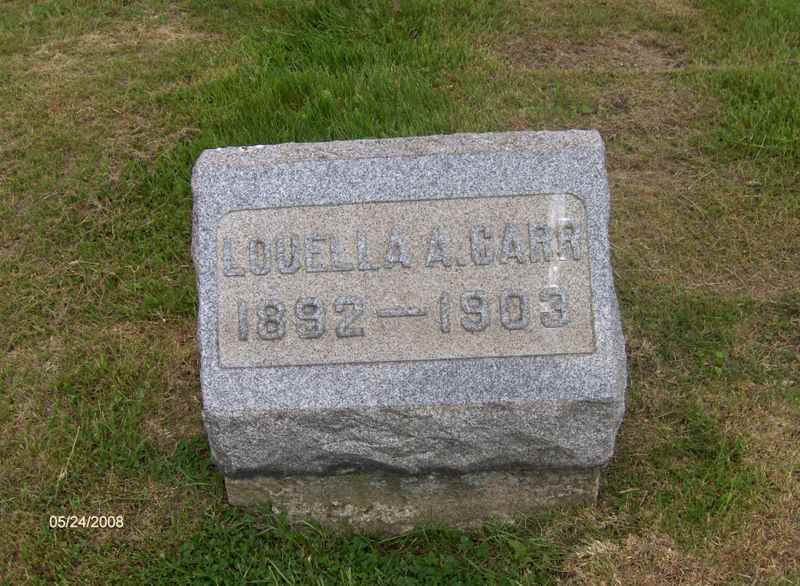 LOUELLA A. CARR
1892 — 1903
05/24/2008